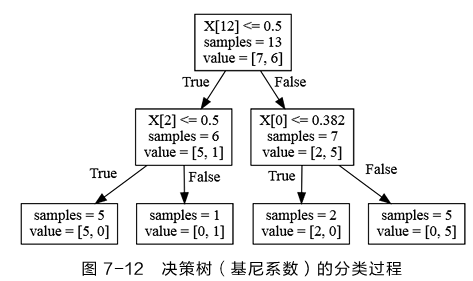 X[12] <= 0.5
samples = 13
value = [7, 6]
True
False
X[2] <= 0.5
samples = 6
value = [5, 1]
X[0] <= 0.382
samples = 7
value = [2, 5]
True
False
True
False
samples = 5
value = [5, 0]
samples = 1
value = [0, 1]
samples = 2
value = [2, 0]
samples = 5
value = [0, 5]
图 7-12 决策树（基尼系数）的分类过程